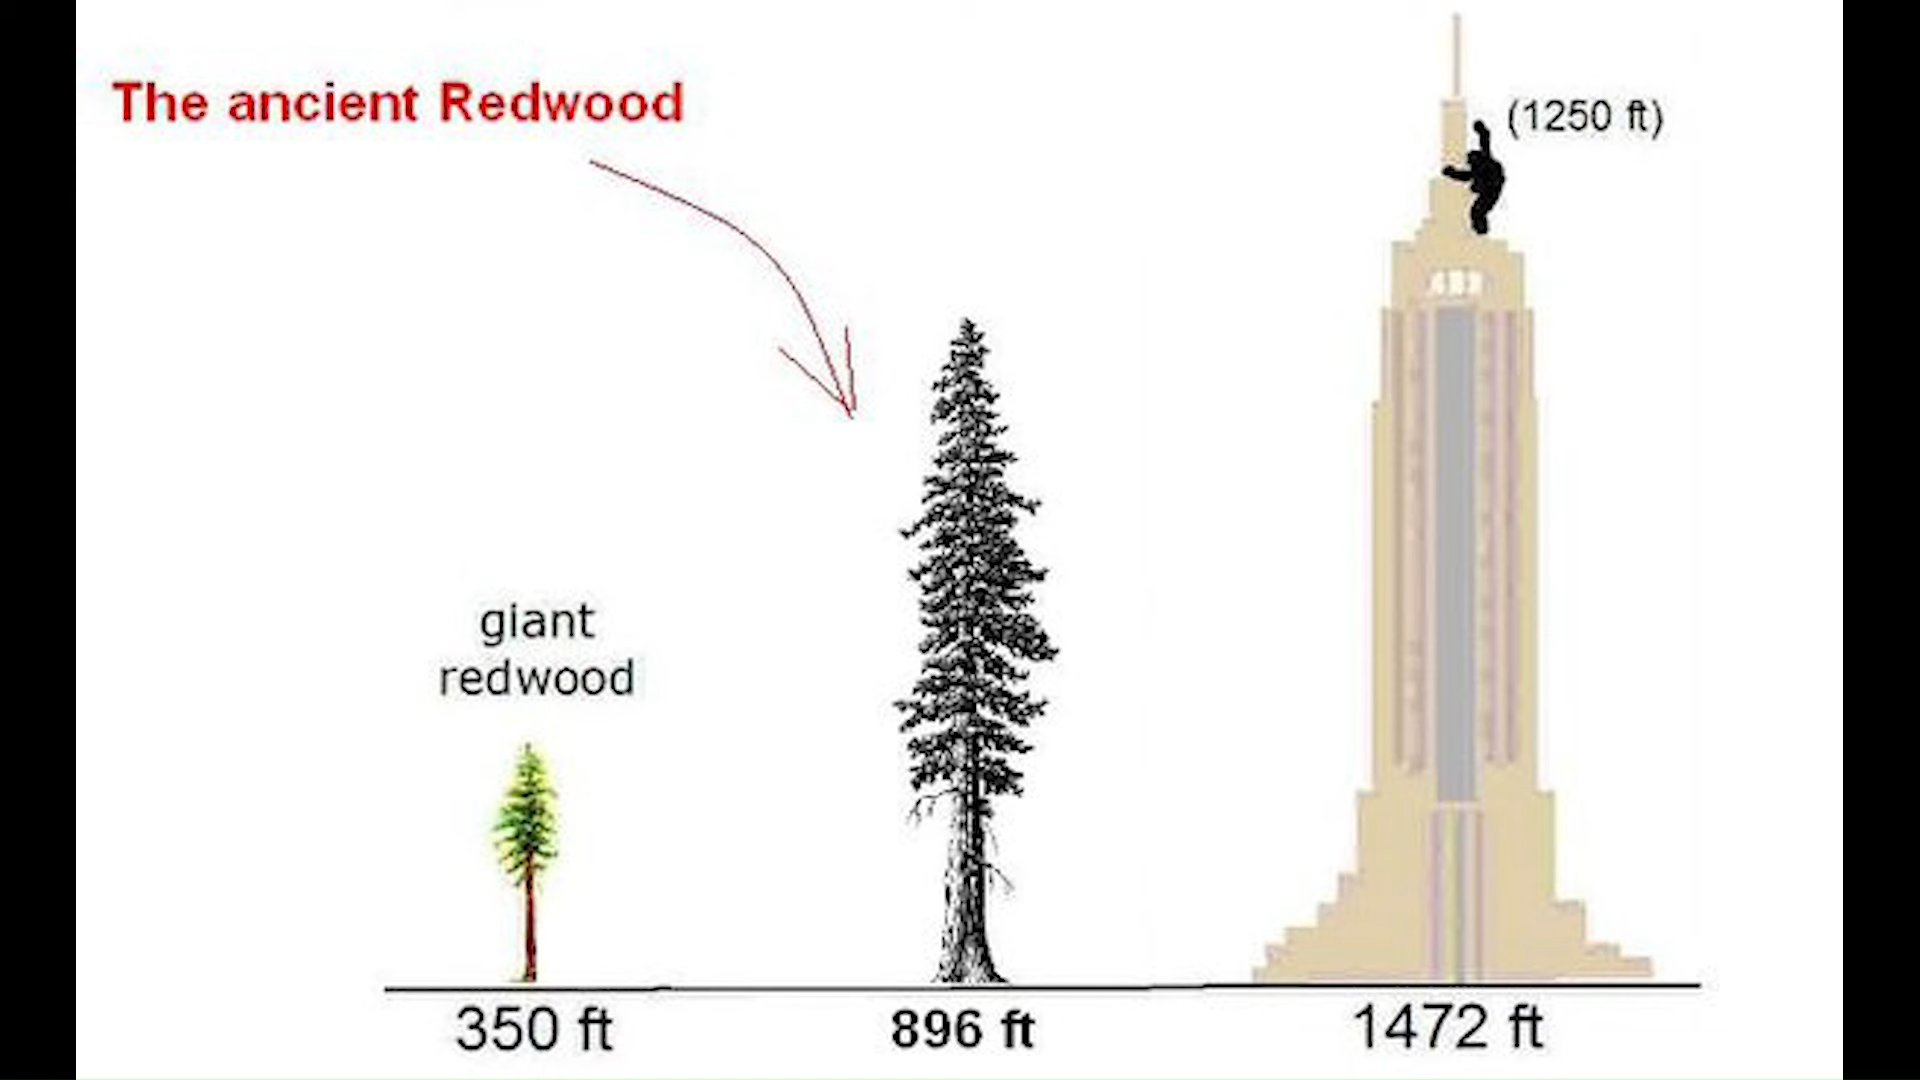 The ancient Redwood
(1250 ft)
giant
redwood
350 ft
896 ft
1472 ft